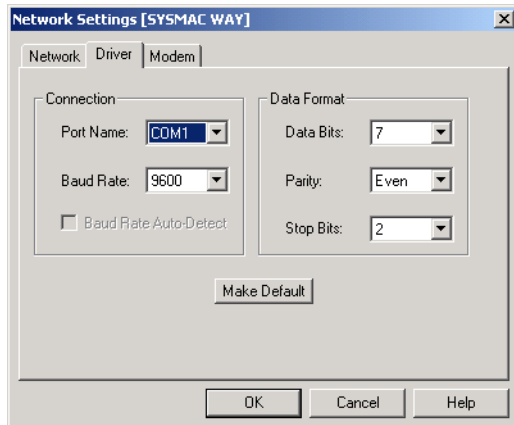 Network Settings [SYSMAC WAY]
Network Driver Modem
Connection
Port Name: COM1
Baud Rate: 9600
Baud Rate Auto-Detect
Data Format
Data Bits: 7
Parity: Even
Stop Bits: 2
Make Default
OK Cancel Help